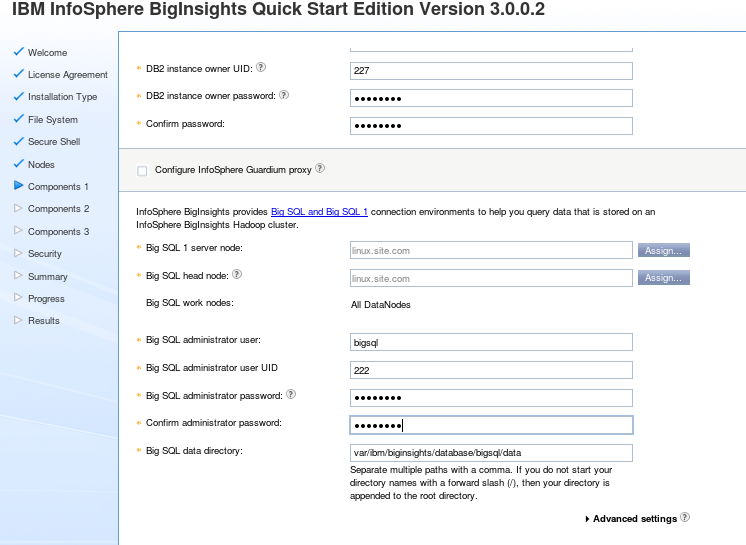 IBM InfoSphere BigInsights Quick Start Edition Version 3.0.0.2
Welcome
License Agreement
Installation Type
File System
Secure Shell
Nodes
Components 1
Components 2
Components 3
Security
Summary
Progress
Results
* DB2 instance owner UID: ? 227
* DB2 instance owner password: ? ●●●●●●●●
* Confirm password: ●●●●●●●●
Configure InfoSphere Guardium proxy ?
InfoSphere BigInsights provides Big SQL and Big SQL 1 connection environments to help you query data that is stored on an
InfoSphere BigInsights Hadoop cluster.
* Big SQL 1 server node: linux.site.com Assign...
* Big SQL head node: ? linux.site.com Assign...
Big SQL work nodes: All DataNodes
* Big SQL administrator user: bigsql
* Big SQL administrator user UID 222
* Big SQL administrator password: ? ●●●●●●●●
* Confirm administrator password: ●●●●●●●●
* Big SQL data directory: var/ibm/biginsights/database/bigsql/data
Separate multiple paths with a comma. If you do not start your
directory names with a forward slash (/), then your directory is
appended to the root directory.
Advanced settings ?